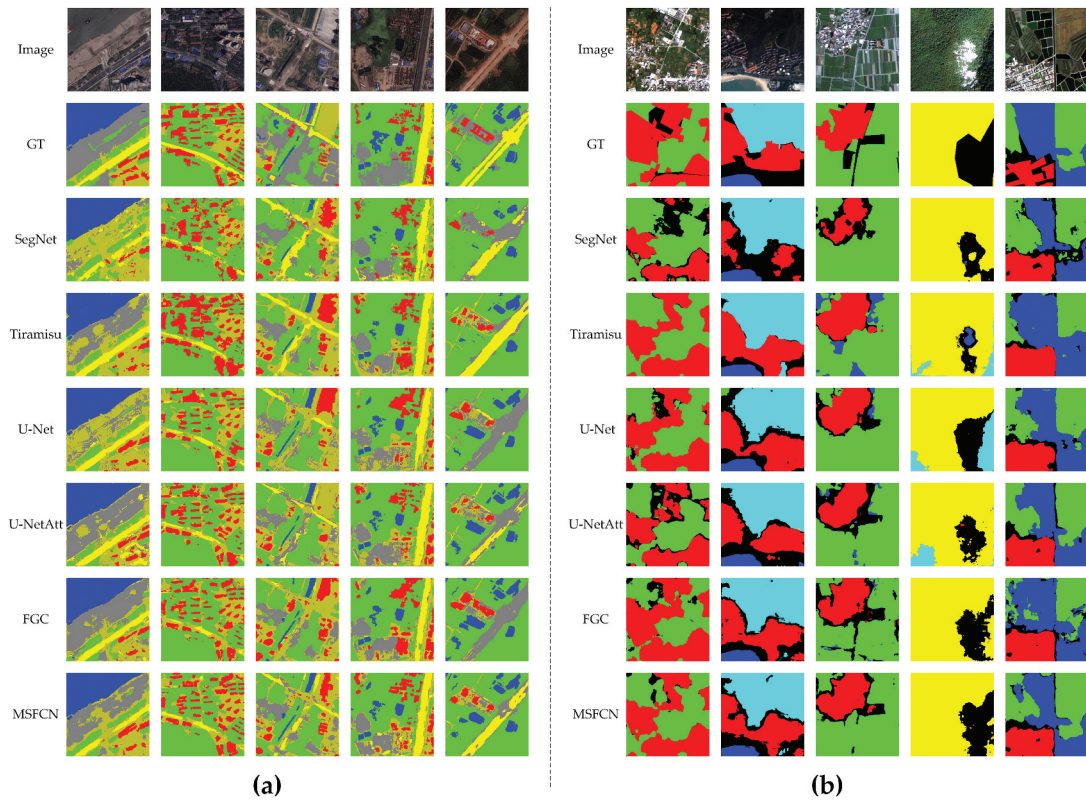 Image
GT
SegNet
Tiramisu
U-Net
U-NetAtt
FGC
MSFCN
(a)
Image
GT
SegNet
Tiramisu
U-Net
U-NetAtt
FGC
MSFCN
(b)